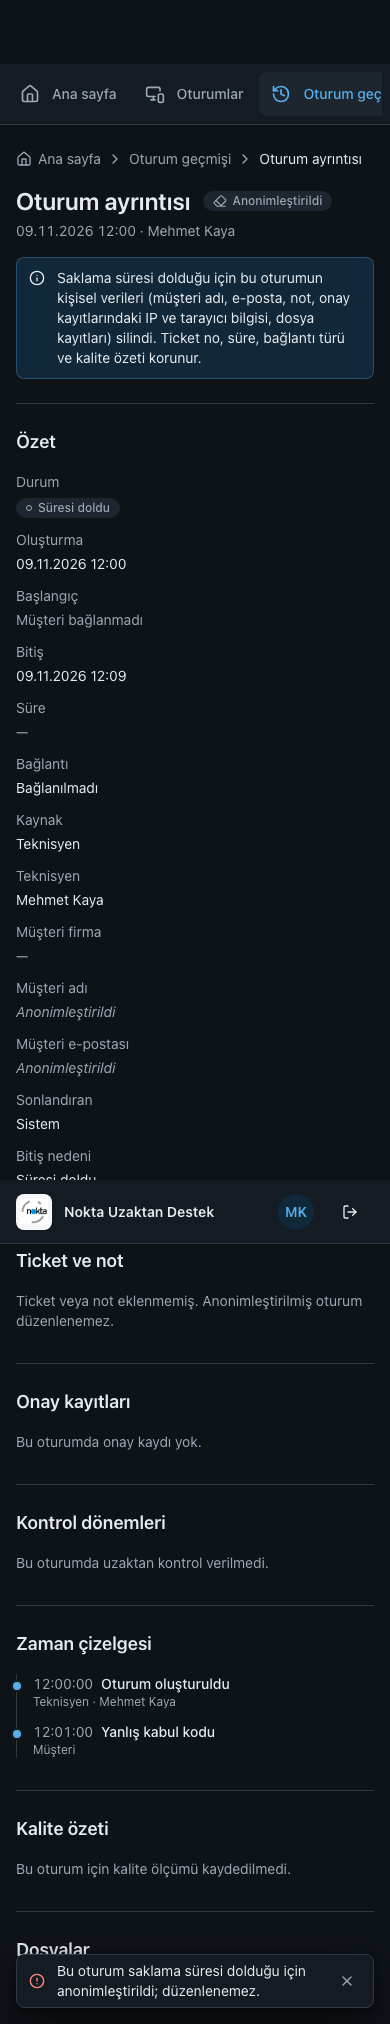 Ana sayfa
Oturumlar
Oturum geç
Ana sayfa > Oturum geçmişi > Oturum ayrıntısı
Oturum ayrıntısı
Anonimleştirildi
09.11.2026 12:00 · Mehmet Kaya
Saklama süresi dolduğu için bu oturumun
kişisel verileri (müşteri adı, e-posta, not, onay
kayıtlarındaki IP ve tarayıcı bilgisi, dosya
kayıtları) silindi. Ticket no, süre, bağlantı türü
ve kalite özeti korunur.
Özet
Durum
Süresi doldu
Oluşturma
09.11.2026 12:00
Başlangıç
Müşteri bağlanmadı
Bitiş
09.11.2026 12:09
Süre
—
Bağlantı
Bağlanılmadı
Kaynak
Teknisyen
Teknisyen
Mehmet Kaya
Müşteri firma
—
Müşteri adı
Anonimleştirildi
Müşteri e-postası
Anonimleştirildi
Sonlandıran
Sistem
Bitiş nedeni
Süresi doldu
nokta
Nokta Uzaktan Destek
MK
Ticket ve not
Ticket veya not eklenmemiş. Anonimleştirilmiş oturum
düzenlenemez.
Onay kayıtları
Bu oturumda onay kaydı yok.
Kontrol dönemleri
Bu oturumda uzaktan kontrol verilmedi.
Zaman çizelgesi
12:00:00 Oturum oluşturuldu
Teknisyen · Mehmet Kaya
12:01:00 Yanlış kabul kodu
Müşteri
Kalite özeti
Bu oturum için kalite ölçümü kaydedilmedi.
Dosyalar
Bu oturum saklama süresi dolduğu için
anonimleştirildi; düzenlenemez.